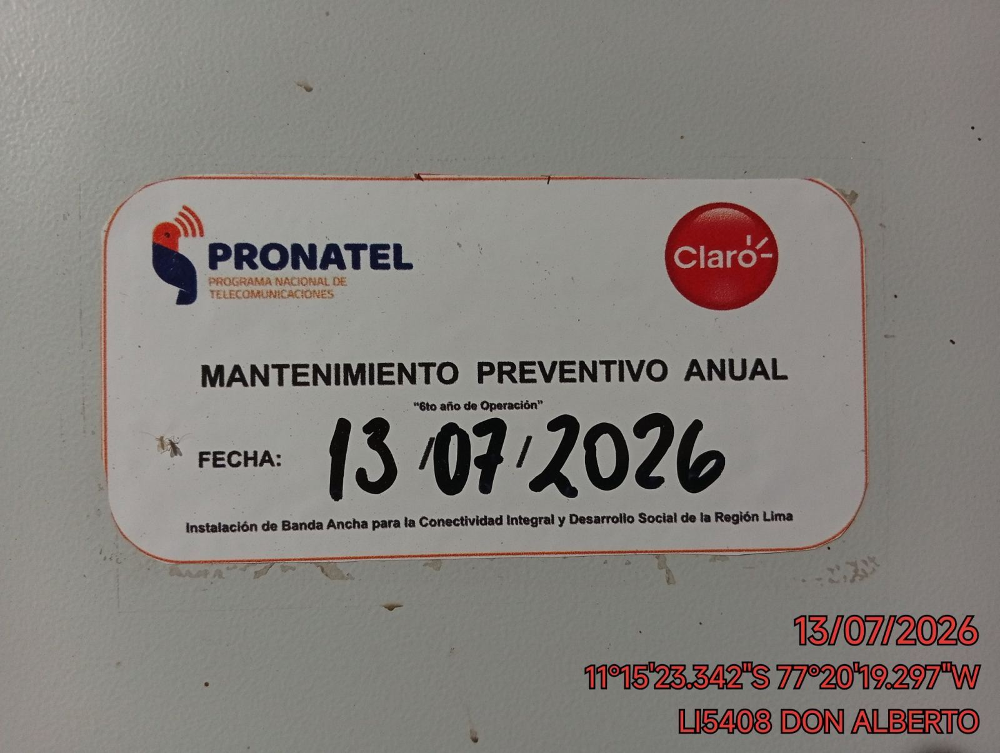 PRONATEL
PROGRAMA NACIONAL DE
TELECOMUNICACIONES
Claro
MANTENIMIENTO PREVENTIVO ANUAL
“6to año de Operación”
FECHA: 13/07/2026
Instalación de Banda Ancha para la Conectividad Integral y Desarrollo Social de la Región Lima
13/07/2026
11°15'23.342"S 77°20'19.297"W
LI5408 DON ALBERTO